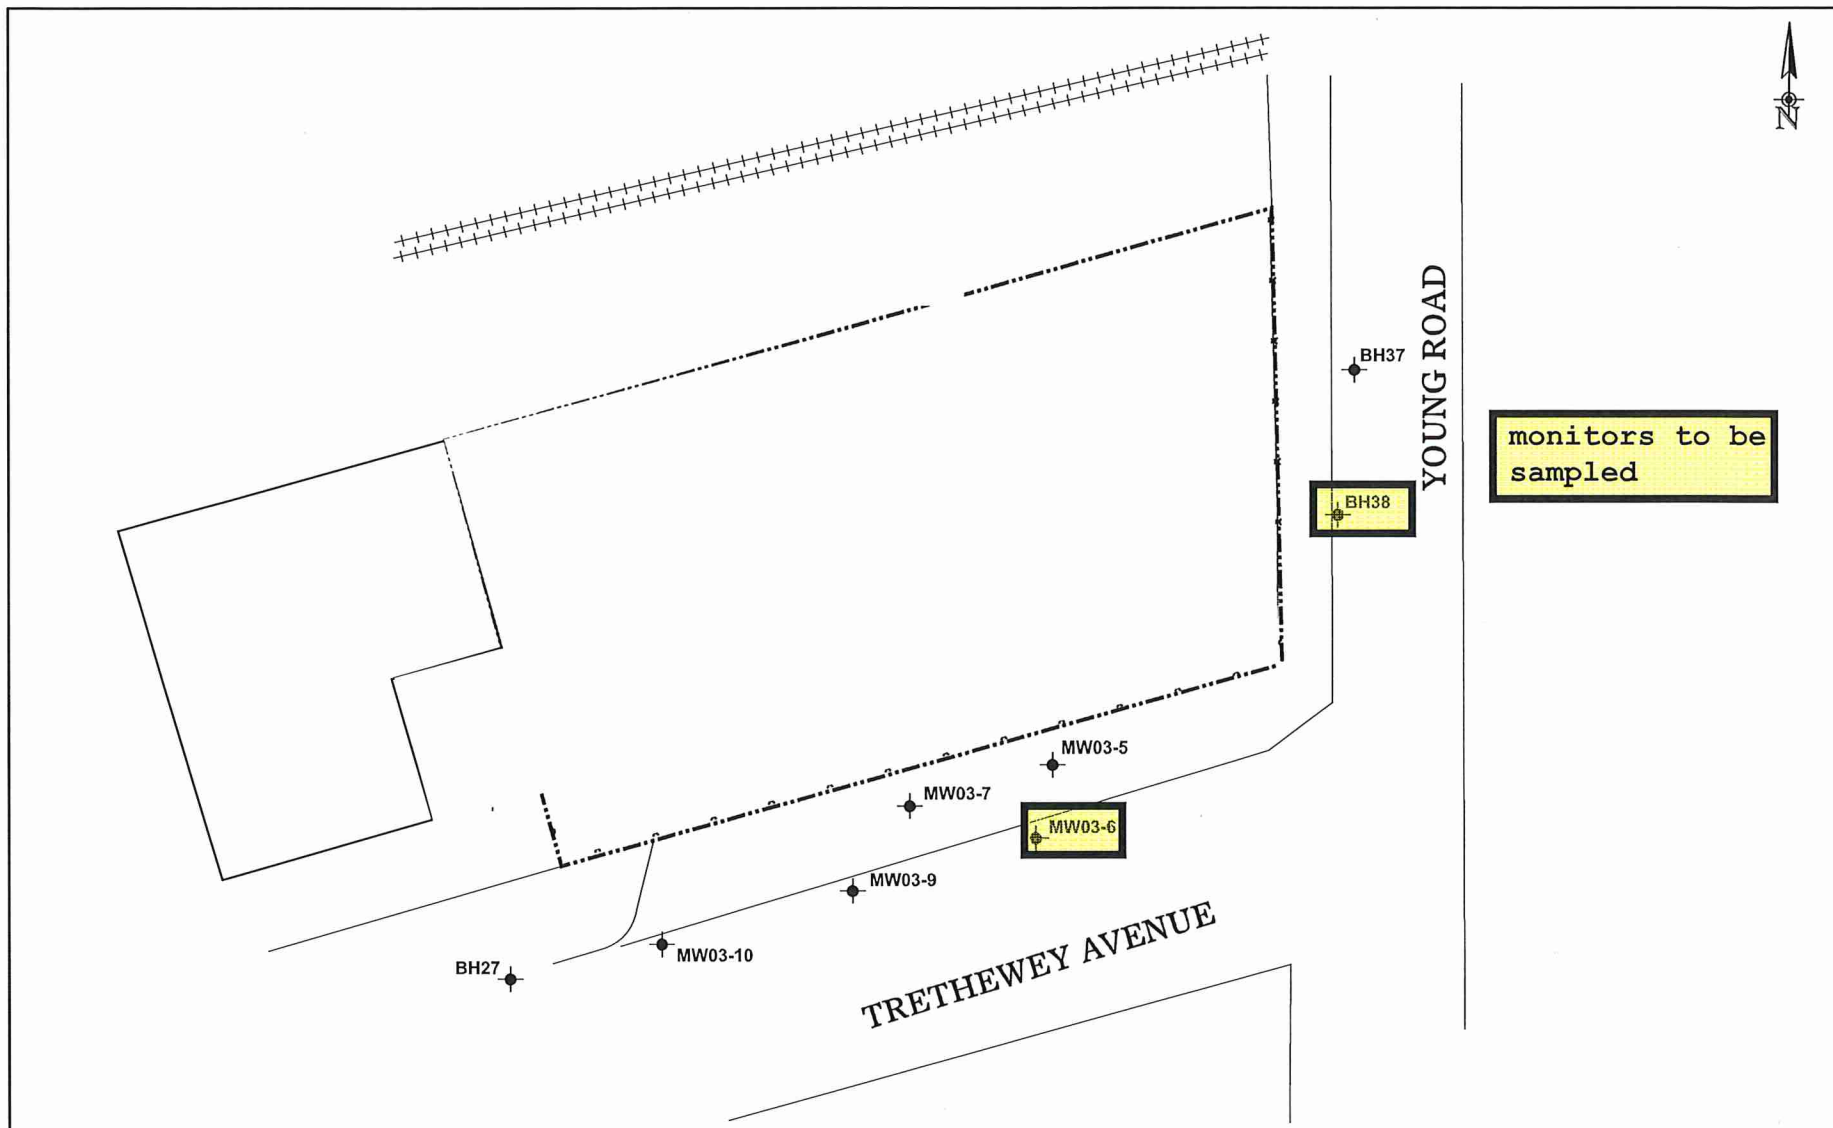 N
BH37
YOUNG ROAD
monitors to be
sampled
BH38
MW03-5
MW03-7
MW03-6
MW03-9
MW03-10
BH27
TRETHEWEY AVENUE